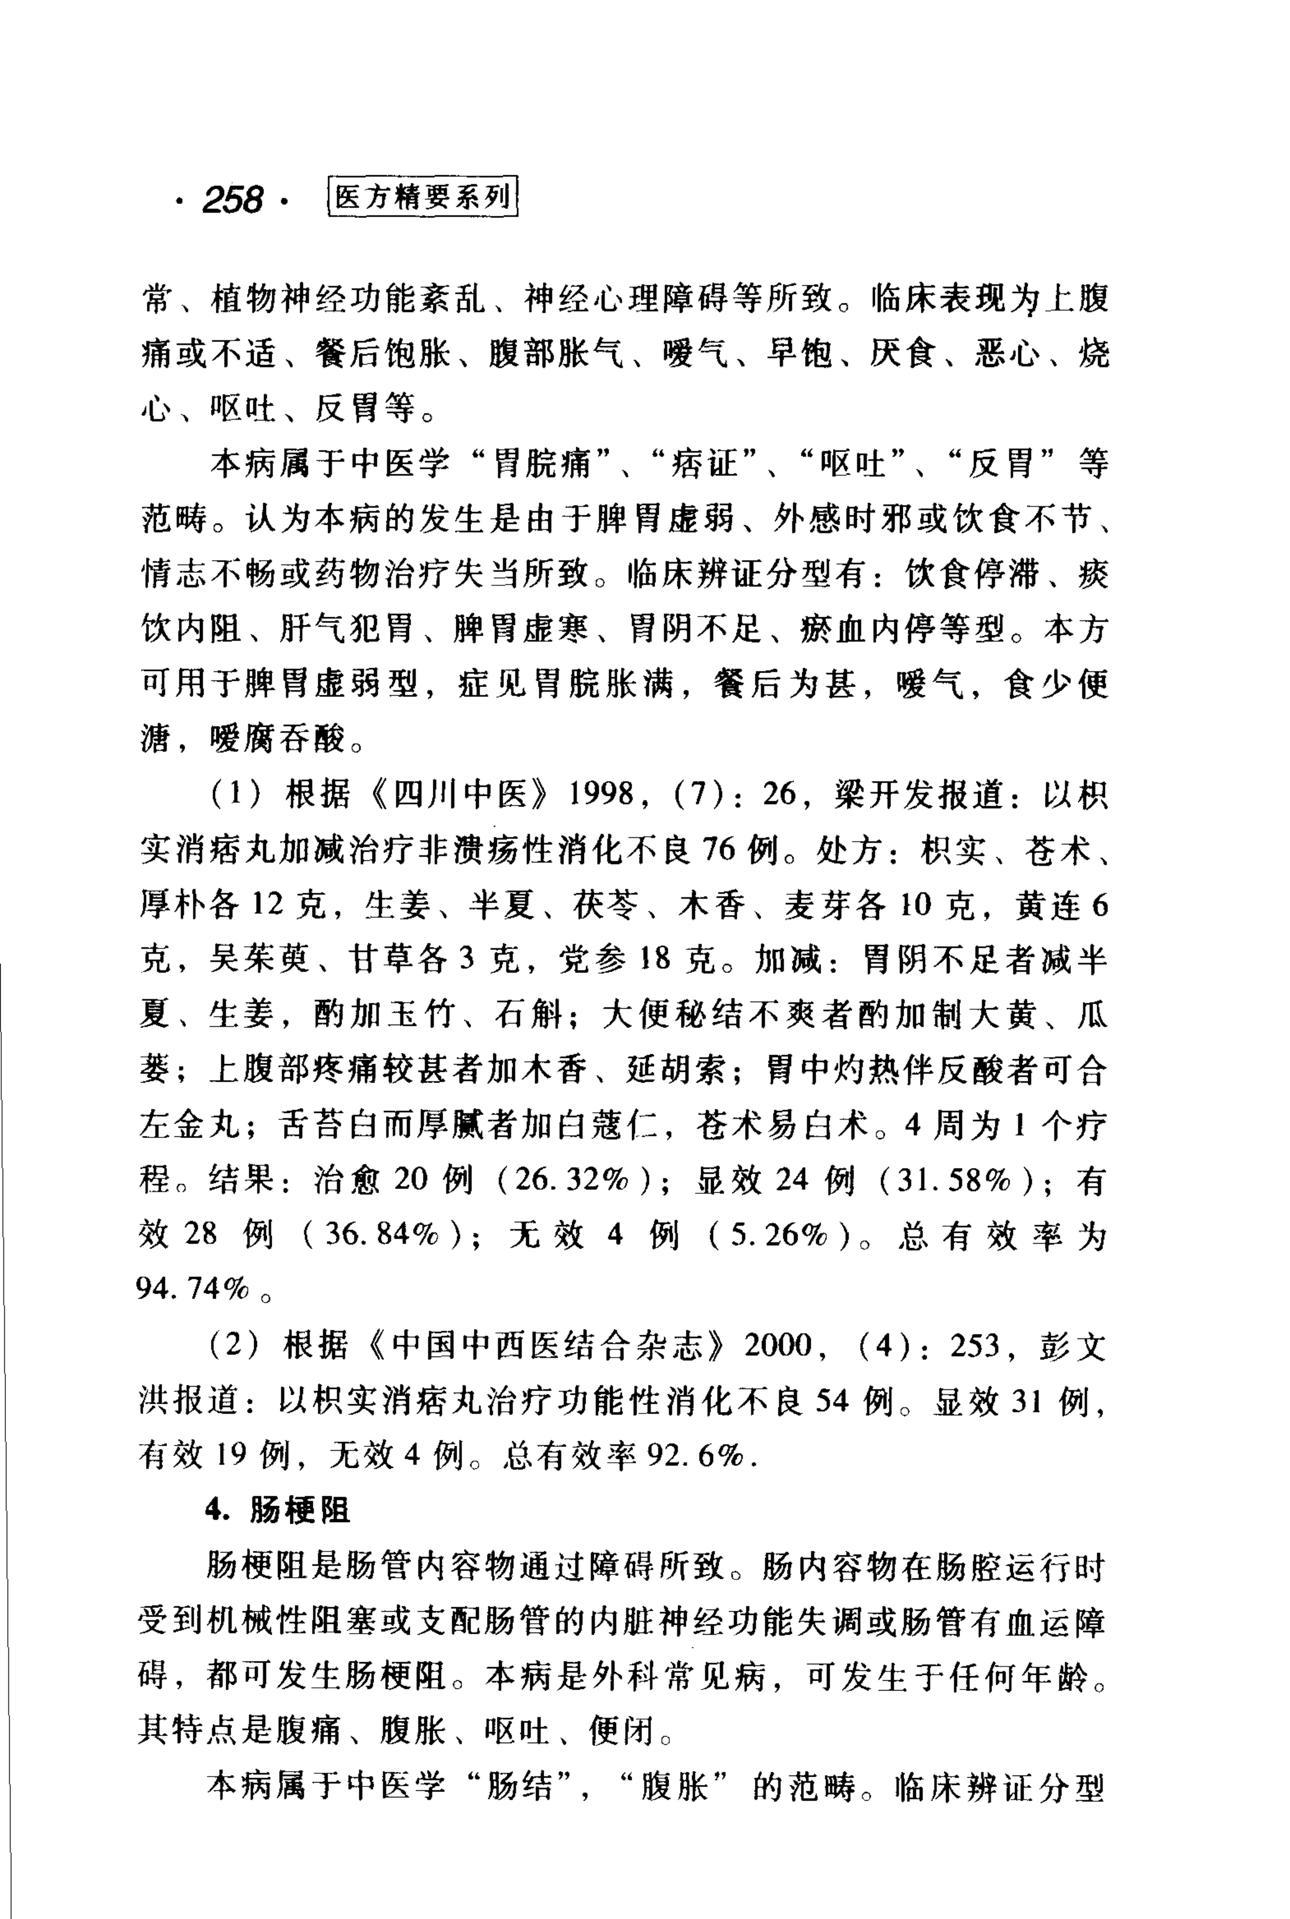 ·258· 医方精要系列
常、植物神经功能紊乱、神经心理障碍等所致。临床表现为上腹
痛或不适、餐后饱胀、腹部胀气、嗳气、早饱、厌食、恶心、烧
心、呕吐、反胃等。
本病属于中医学“胃脘痛”、“痞证”、“呕吐”、“反胃”等
范畴。认为本病的发生是由于脾胃虚弱、外感时邪或饮食不节、
情志不畅或药物治疗失当所致。临床辨证分型有：饮食停滞、痰
饮内阻、肝气犯胃、脾胃虚寒、胃阴不足、瘀血内停等型。本方
可用于脾胃虚弱型，症见胃脘胀满，餐后为甚，嗳气，食少便
溏，嗳腐吞酸。
(1) 根据《四川中医》1998，(7)：26，梁开发报道：以枳
实消痞丸加减治疗非溃疡性消化不良 76 例。处方：枳实、苍术、
厚朴各 12 克，生姜、半夏、茯苓、木香、麦芽各 10 克，黄连 6
克，吴茱萸、甘草各 3 克，党参 18 克。加减：胃阴不足者减半
夏、生姜，酌加玉竹、石斛；大便秘结不爽者酌加制大黄、瓜
蒌；上腹部疼痛较甚者加木香、延胡索；胃中灼热伴反酸者可合
左金丸；舌苔白而厚腻者加白蔻仁，苍术易白术。4 周为 1 个疗
程。结果：治愈 20 例 (26.32%)；显效 24 例 (31.58%)；有
效 28 例 (36.84%)；无效 4 例 (5.26%)。总有效率为
94.74%。
(2) 根据《中国中西医结合杂志》2000，(4)：253，彭文
洪报道：以枳实消痞丸治疗功能性消化不良 54 例。显效 31 例，
有效 19 例，无效 4 例。总有效率 92.6%.
4. 肠梗阻
肠梗阻是肠管内容物通过障碍所致。肠内容物在肠腔运行时
受到机械性阻塞或支配肠管的内脏神经功能失调或肠管有血运障
碍，都可发生肠梗阻。本病是外科常见病，可发生于任何年龄。
其特点是腹痛、腹胀、呕吐、便闭。
本病属于中医学“肠结”，“腹胀”的范畴。临床辨证分型